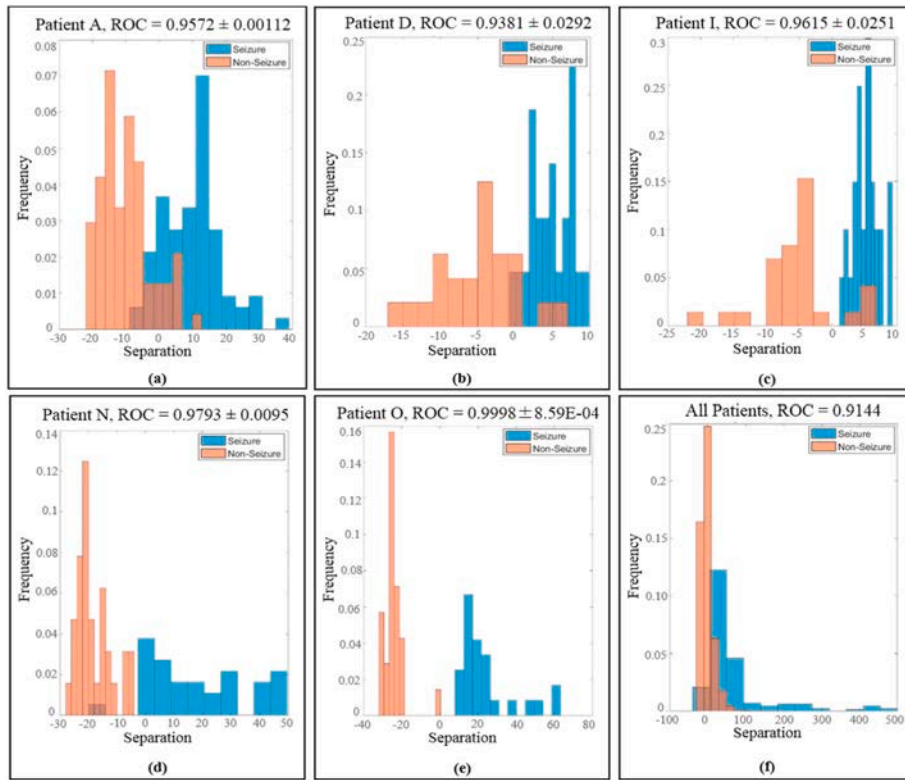 Patient A, ROC = 0.9572 ± 0.00112
Seizure
Non-Seizure
Frequency
0.08
0.07
0.06
0.05
0.04
0.03
0.02
0.01
0
-30 -20 -10 0 10 20 30 40
Separation
(a)
Patient D, ROC = 0.9381 ± 0.0292
Seizure
Non-Seizure
Frequency
0.25
0.2
0.15
0.1
0.05
0
-20 -15 -10 -5 0 5 10
Separation
(b)
Patient I, ROC = 0.9615 ± 0.0251
Seizure
Non-Seizure
Frequency
0.3
0.25
0.2
0.15
0.1
0.05
0
-25 -20 -15 -10 -5 0 5 10
Separation
(c)
Patient N, ROC = 0.9793 ± 0.0095
Seizure
Non-Seizure
Frequency
0.14
0.12
0.1
0.08
0.06
0.04
0.02
0
-30 -20 -10 0 10 20 30 40 50
Separation
(d)
Patient O, ROC = 0.9998 ± 8.59E-04
Seizure
Non-Seizure
Frequency
0.16
0.14
0.12
0.1
0.08
0.06
0.04
0.02
0
-40 -20 0 20 40 60 80
Separation
(e)
All Patients, ROC = 0.9144
Seizure
Non-Seizure
Frequency
0.25
0.2
0.15
0.10
0.05
0
-100 0 100 200 300 400 500
Separation
(f)